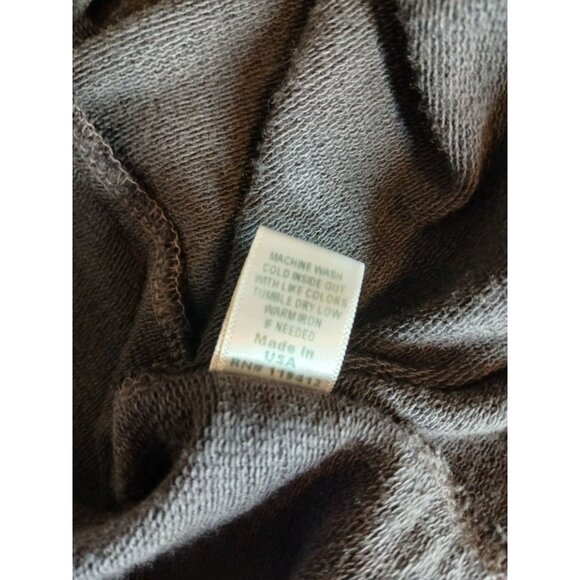 MACHINE WASH
COLD INSIDE OUT
WITH LIKE COLORS
TUMBLE DRY LOW
WARM IRON
IF NEEDED
Made in
USA
RN# 119412